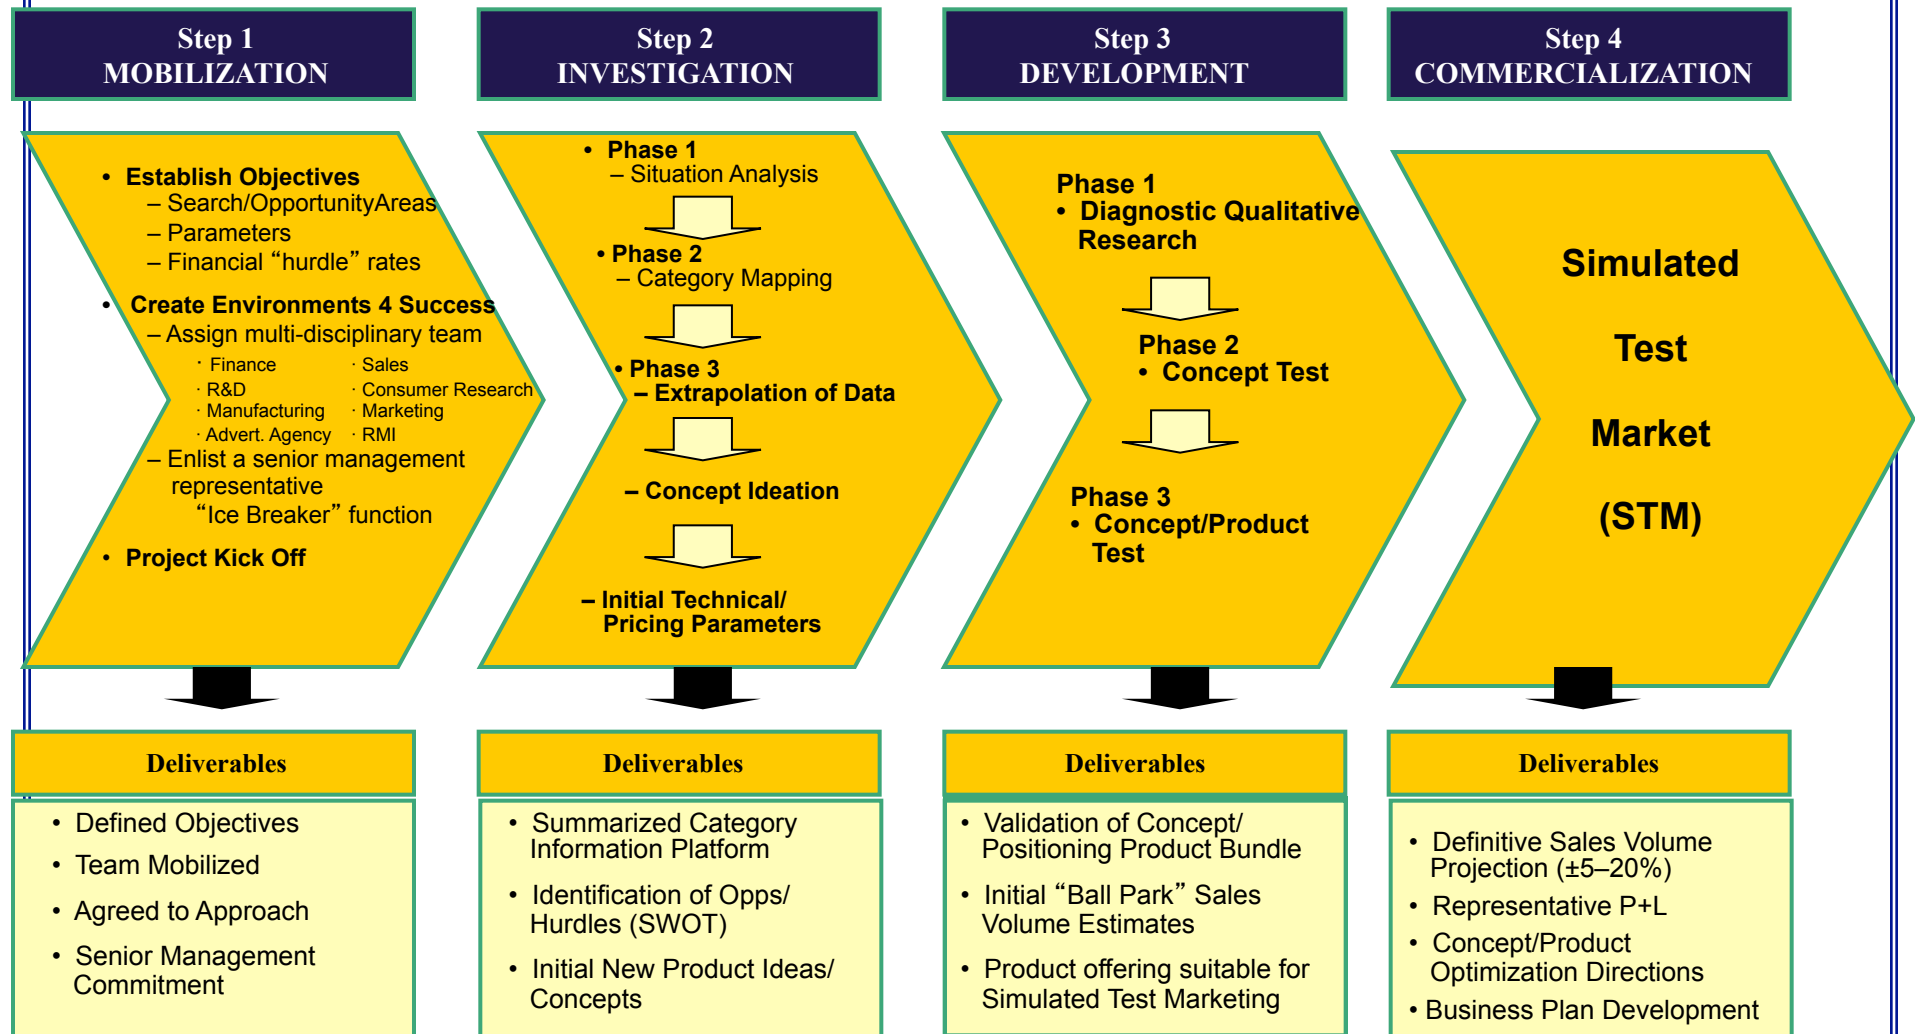 Step 1
MOBILIZATION
• Establish Objectives
– Search/OpportunityAreas
– Parameters
– Financial “hurdle” rates
• Create Environments 4 Success
– Assign multi-disciplinary team
· Finance · Sales
· R&D · Consumer Research
· Manufacturing · Marketing
· Advert. Agency · RMI
– Enlist a senior management
representative
“Ice Breaker” function
• Project Kick Off
Deliverables
• Defined Objectives
• Team Mobilized
• Agreed to Approach
• Senior Management
Commitment
Step 2
INVESTIGATION
• Phase 1
– Situation Analysis
• Phase 2
– Category Mapping
• Phase 3
– Extrapolation of Data
– Concept Ideation
– Initial Technical/
Pricing Parameters
Deliverables
• Summarized Category
Information Platform
• Identification of Opps/
Hurdles (SWOT)
• Initial New Product Ideas/
Concepts
Step 3
DEVELOPMENT
Phase 1
• Diagnostic Qualitative
Research
Phase 2
• Concept Test
Phase 3
• Concept/Product
Test
Deliverables
• Validation of Concept/
Positioning Product Bundle
• Initial “Ball Park” Sales
Volume Estimates
• Product offering suitable for
Simulated Test Marketing
Step 4
COMMERCIALIZATION
Simulated
Test
Market
(STM)
Deliverables
• Definitive Sales Volume
Projection (±5–20%)
• Representative P+L
• Concept/Product
Optimization Directions
• Business Plan Development